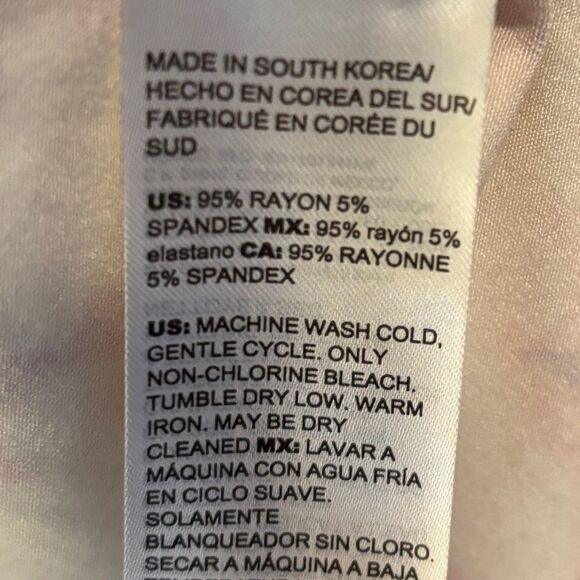 MADE IN SOUTH KOREA/
HECHO EN COREA DEL SUR/
FABRIQUÉ EN CORÉE DU
SUD
US: 95% RAYON 5%
SPANDEX MX: 95% rayón 5%
elastano CA: 95% RAYONNE
5% SPANDEX
US: MACHINE WASH COLD,
GENTLE CYCLE. ONLY
NON-CHLORINE BLEACH.
TUMBLE DRY LOW. WARM
IRON. MAY BE DRY
CLEANED MX: LAVAR A
MÁQUINA CON AGUA FRÍA
EN CICLO SUAVE.
SOLAMENTE
BLANQUEADOR SIN CLORO.
SECAR A MÁQUINA A BAJA